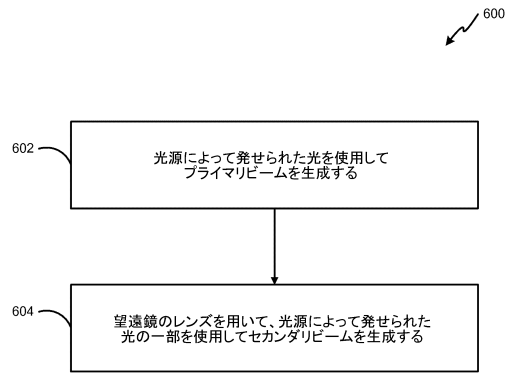 600
602
光源によって発せられた光を使用して
プライマリビームを生成する
604
望遠鏡のレンズを用いて、光源によって発せられた
光の一部を使用してセカンダリビームを生成する